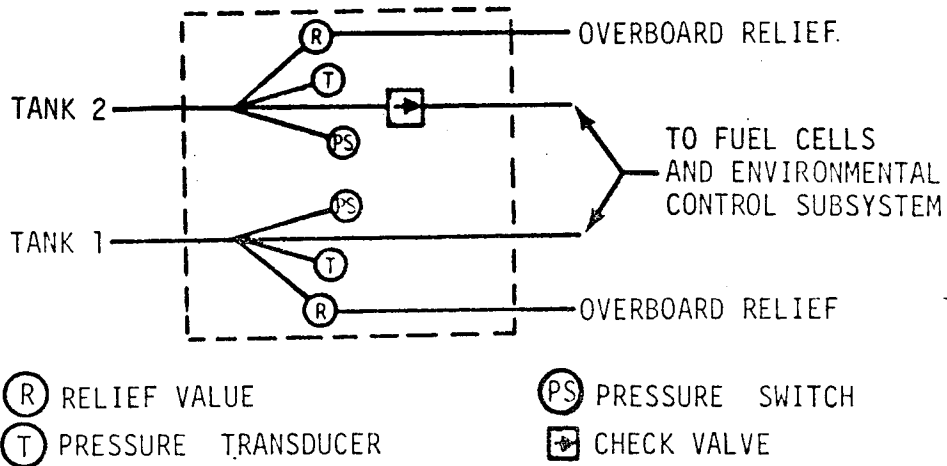 R
OVERBOARD RELIEF.
T
TANK 2
PS
TO FUEL CELLS
AND ENVIRONMENTAL
CONTROL SUBSYSTEM
PS
TANK 1
T
R
OVERBOARD RELIEF
R RELIEF VALUE
PS PRESSURE SWITCH
T PRESSURE TRANSDUCER
CHECK VALVE